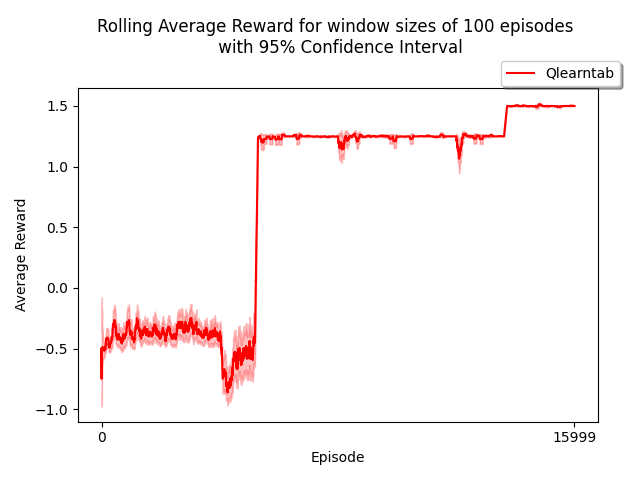 Rolling Average Reward for window sizes of 100 episodes
with 95% Confidence Interval
Qlearntab
1.5
1.0
0.5
0.0
−0.5
−1.0
Average Reward
0
15999
Episode